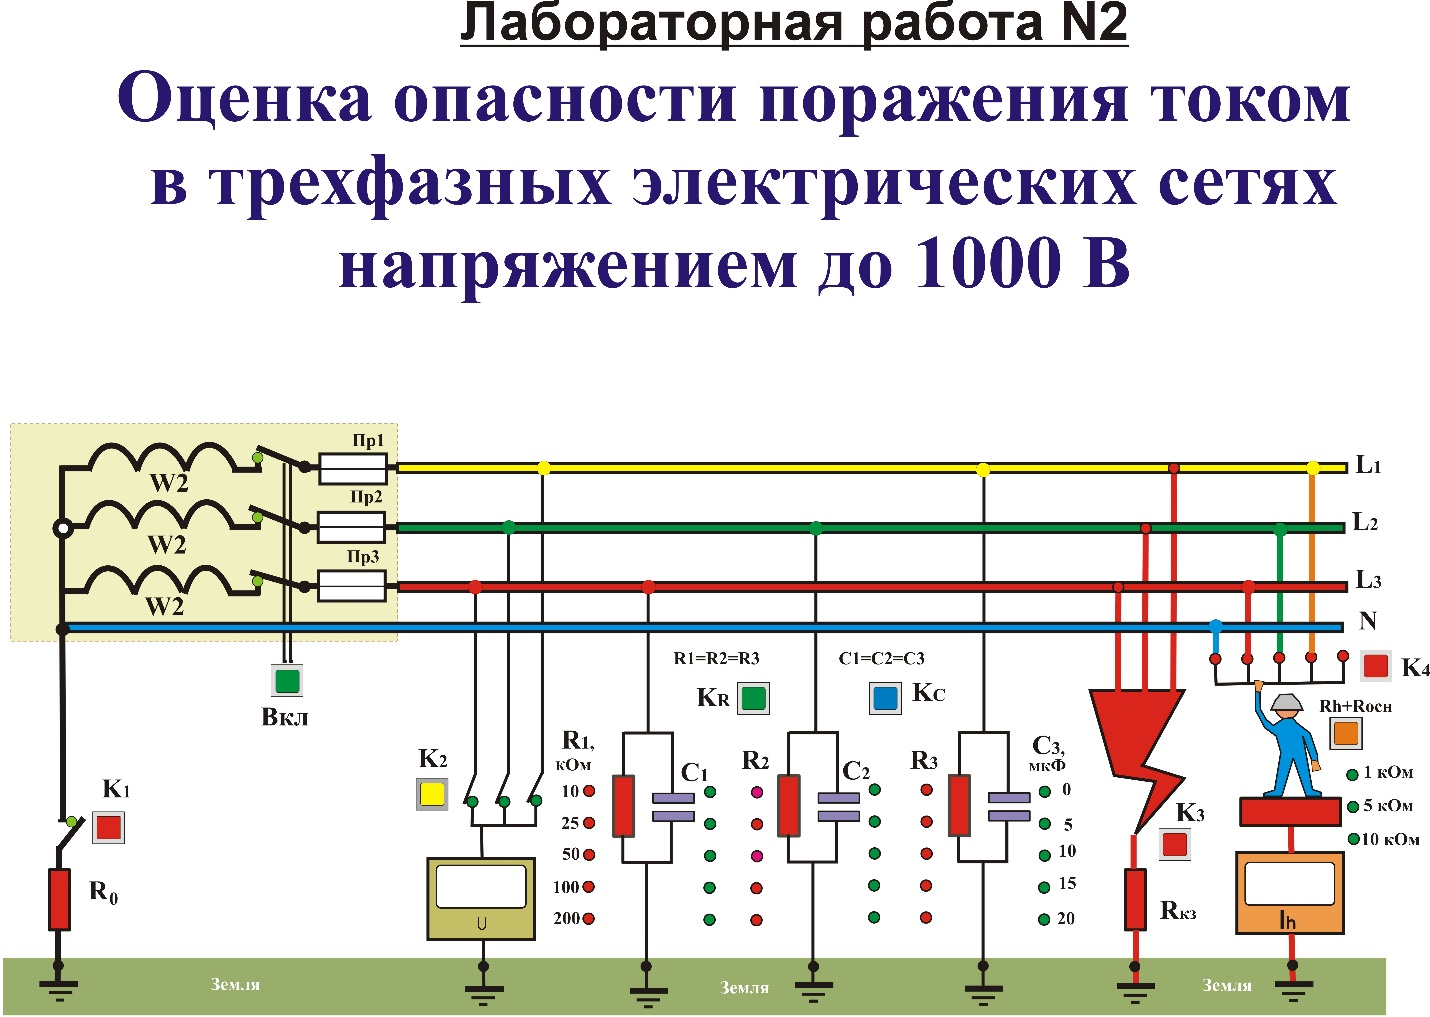 Лабораторная работа N2
Оценка опасности поражения током
в трехфазных электрических сетях
напряжением до 1000 В
Пр1
L1
W2
Пр2
L2
W2
Пр3
L3
W2
N
R1=R2=R3
C1=C2=C3
K4
KR
KC
Rh+Rосн
Вкл
K2
R1,
кОм
C1
R2
C2
R3
C3,
мкФ
1 кОм
K1
10
0
5 кОм
K3
25
5
10 кОм
50
10
R0
100
15
Rкз
200
20
U
Ih
Земля
Земля
Земля